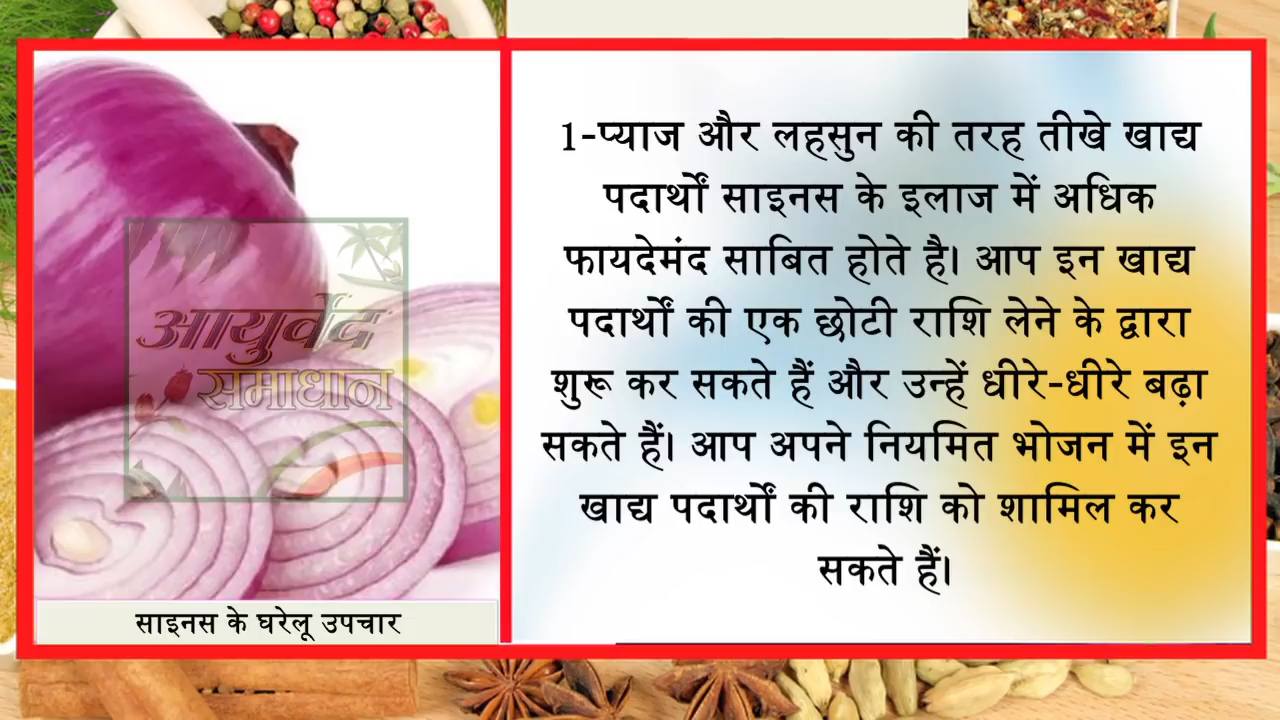 1-प्याज और लहसुन की तरह तीखे खाद्य
पदार्थों साइनस के इलाज में अधिक
फायदेमंद साबित होते है। आप इन खाद्य
पदार्थों की एक छोटी राशि लेने के द्वारा
शुरू कर सकते हैं और उन्हें धीरे-धीरे बढ़ा
सकते हैं। आप अपने नियमित भोजन में इन
खाद्य पदार्थों की राशि को शामिल कर
सकते हैं।
आयुर्वेद
समाधान
साइनस के घरेलू उपचार